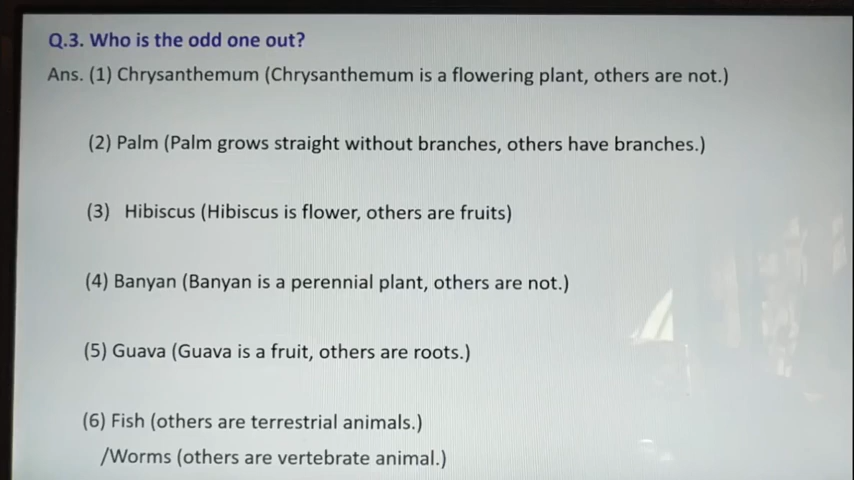 Q.3. Who is the odd one out?
Ans. (1) Chrysanthemum (Chrysanthemum is a flowering plant, others are not.)
(2) Palm (Palm grows straight without branches, others have branches.)
(3) Hibiscus (Hibiscus is flower, others are fruits)
(4) Banyan (Banyan is a perennial plant, others are not.)
(5) Guava (Guava is a fruit, others are roots.)
(6) Fish (others are terrestrial animals.)
/Worms (others are vertebrate animal.)